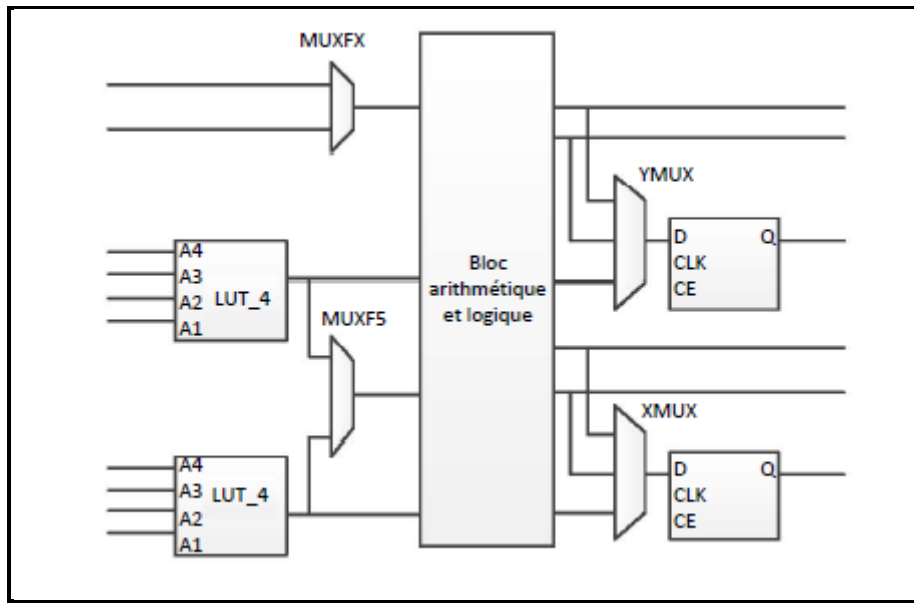 MUXFX
YMUX
D Q
CLK
CE
Bloc
arithmétique
et logique
A4
A3
LUT_4
A2
A1
MUXF5
XMUX
D Q
CLK
CE
A4
A3
LUT_4
A2
A1